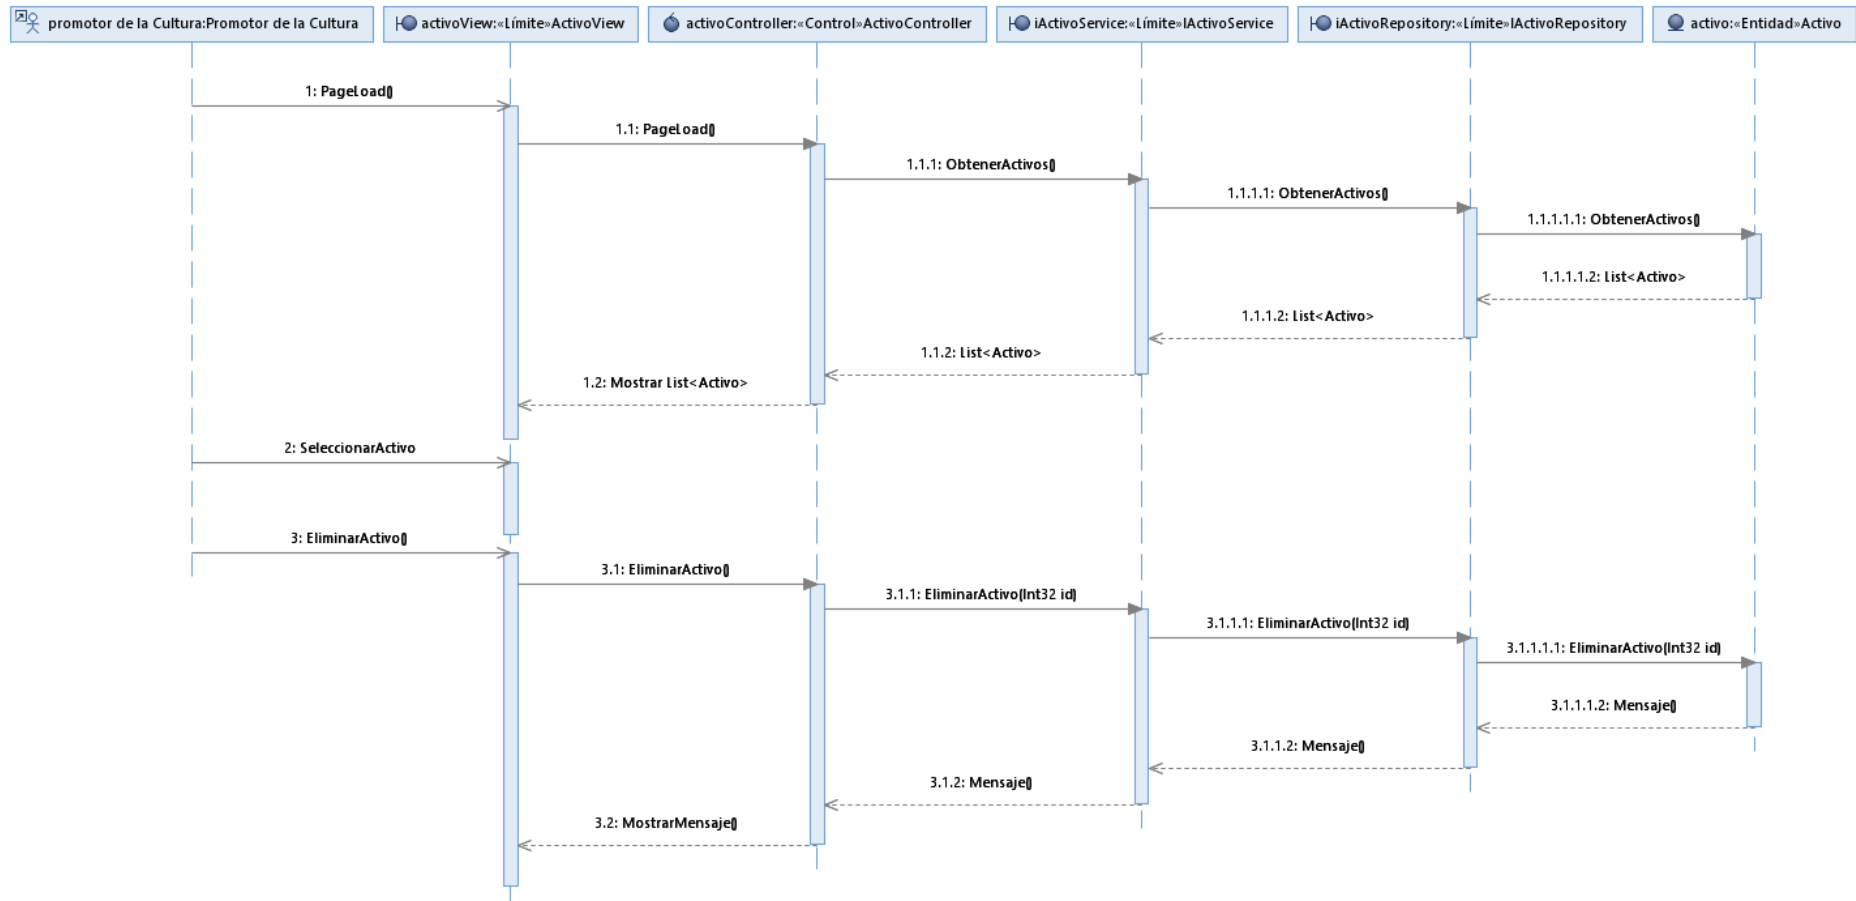 promotor de la Cultura:Promotor de la Cultura
activoView:«Límite»ActivoView
activoController:«Control»ActivoController
iActivoService:«Límite»IActivoService
iActivoRepository:«Límite»IActivoRepository
activo:«Entidad»Activo
1: PageLoad()
1.1: PageLoad()
1.1.1: ObtenerActivos()
1.1.1.1: ObtenerActivos()
1.1.1.1.1: ObtenerActivos()
1.1.1.1.2: List<Activo>
1.1.1.2: List<Activo>
1.1.2: List<Activo>
1.2: Mostrar List<Activo>
2: SeleccionarActivo
3: EliminarActivo()
3.1: EliminarActivo()
3.1.1: EliminarActivo(Int32 id)
3.1.1.1: EliminarActivo(Int32 id)
3.1.1.1.1: EliminarActivo(Int32 id)
3.1.1.1.2: Mensaje()
3.1.1.2: Mensaje()
3.1.2: Mensaje()
3.2: MostrarMensaje()